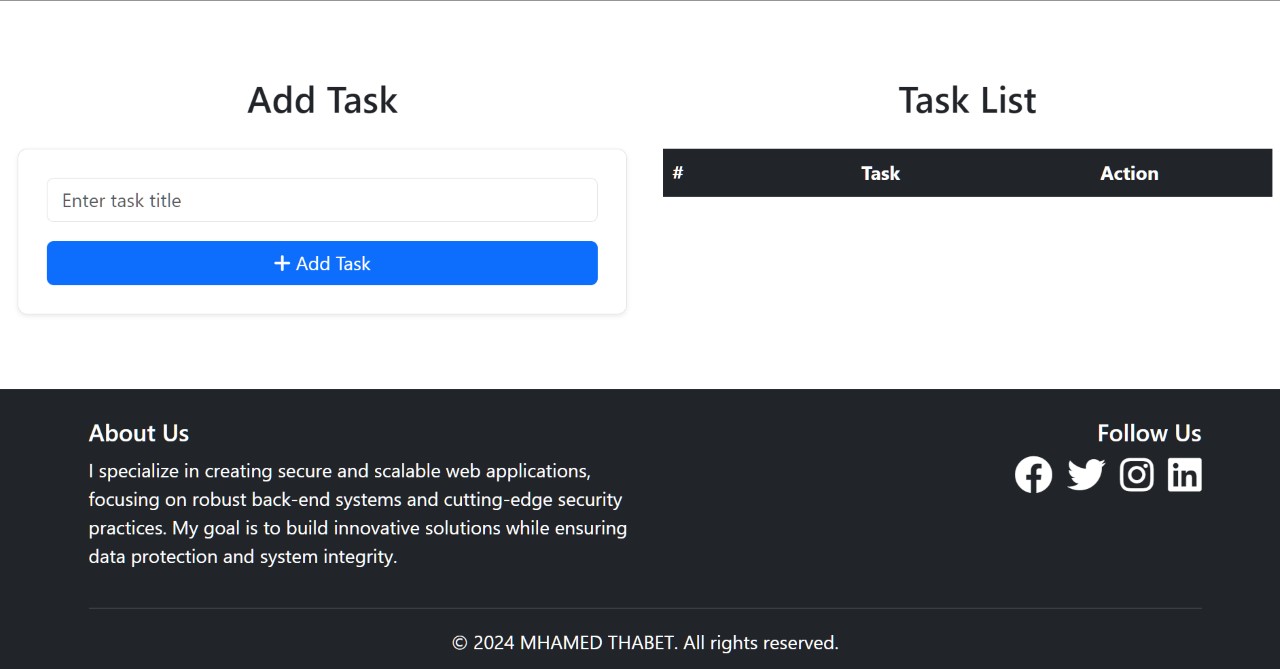 Add Task
Enter task title
Add Task
Task List
# Task Action
About Us
I specialize in creating secure and scalable web applications,
focusing on robust back-end systems and cutting-edge security
practices. My goal is to build innovative solutions while ensuring
data protection and system integrity.
Follow Us
© 2024 MHAMED THABET. All rights reserved.